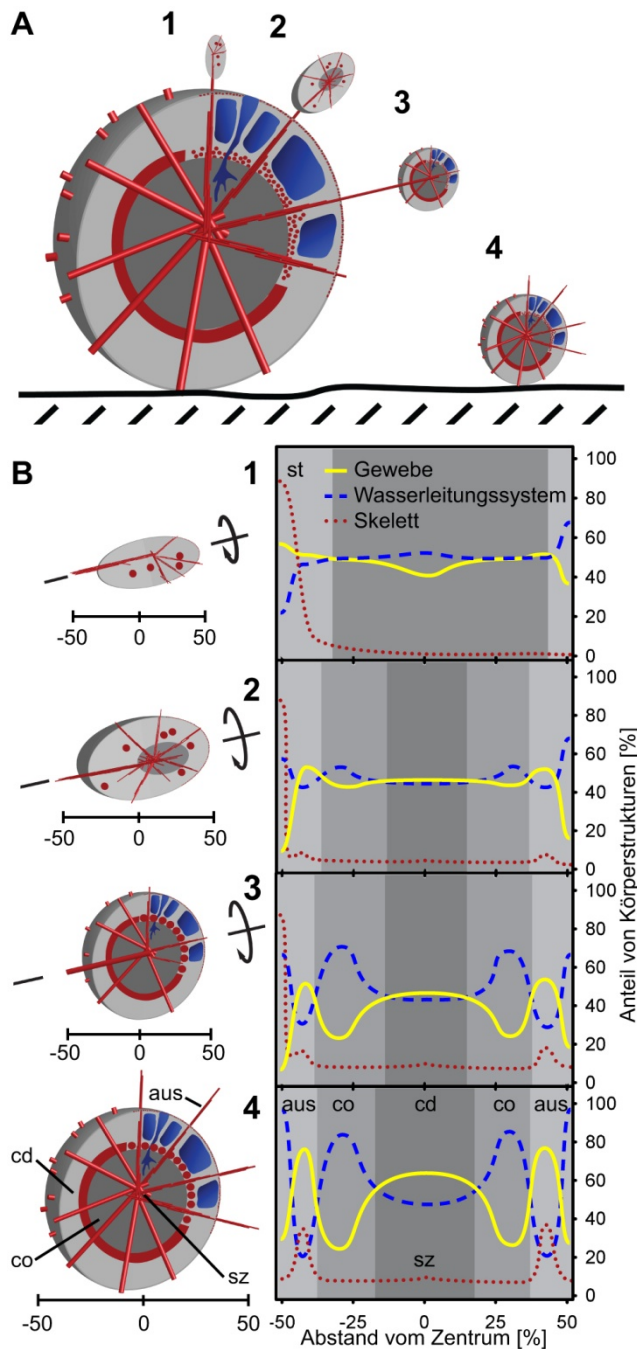 A
1
2
3
4
B
1
st
Gewebe
Wasserleitungssystem
Skelett
100
80
60
40
20
0
-50 0 50
2
100
80
60
40
20
0
-50 0 50
3
100
80
60
40
20
0
-50 0 50
Anteil von Körperstrukturen [%]
4
aus
cd
co
sz
-50 0 50
aus co cd co aus
sz
100
80
60
40
20
0
-50 -25 0 25 50
Abstand vom Zentrum [%]